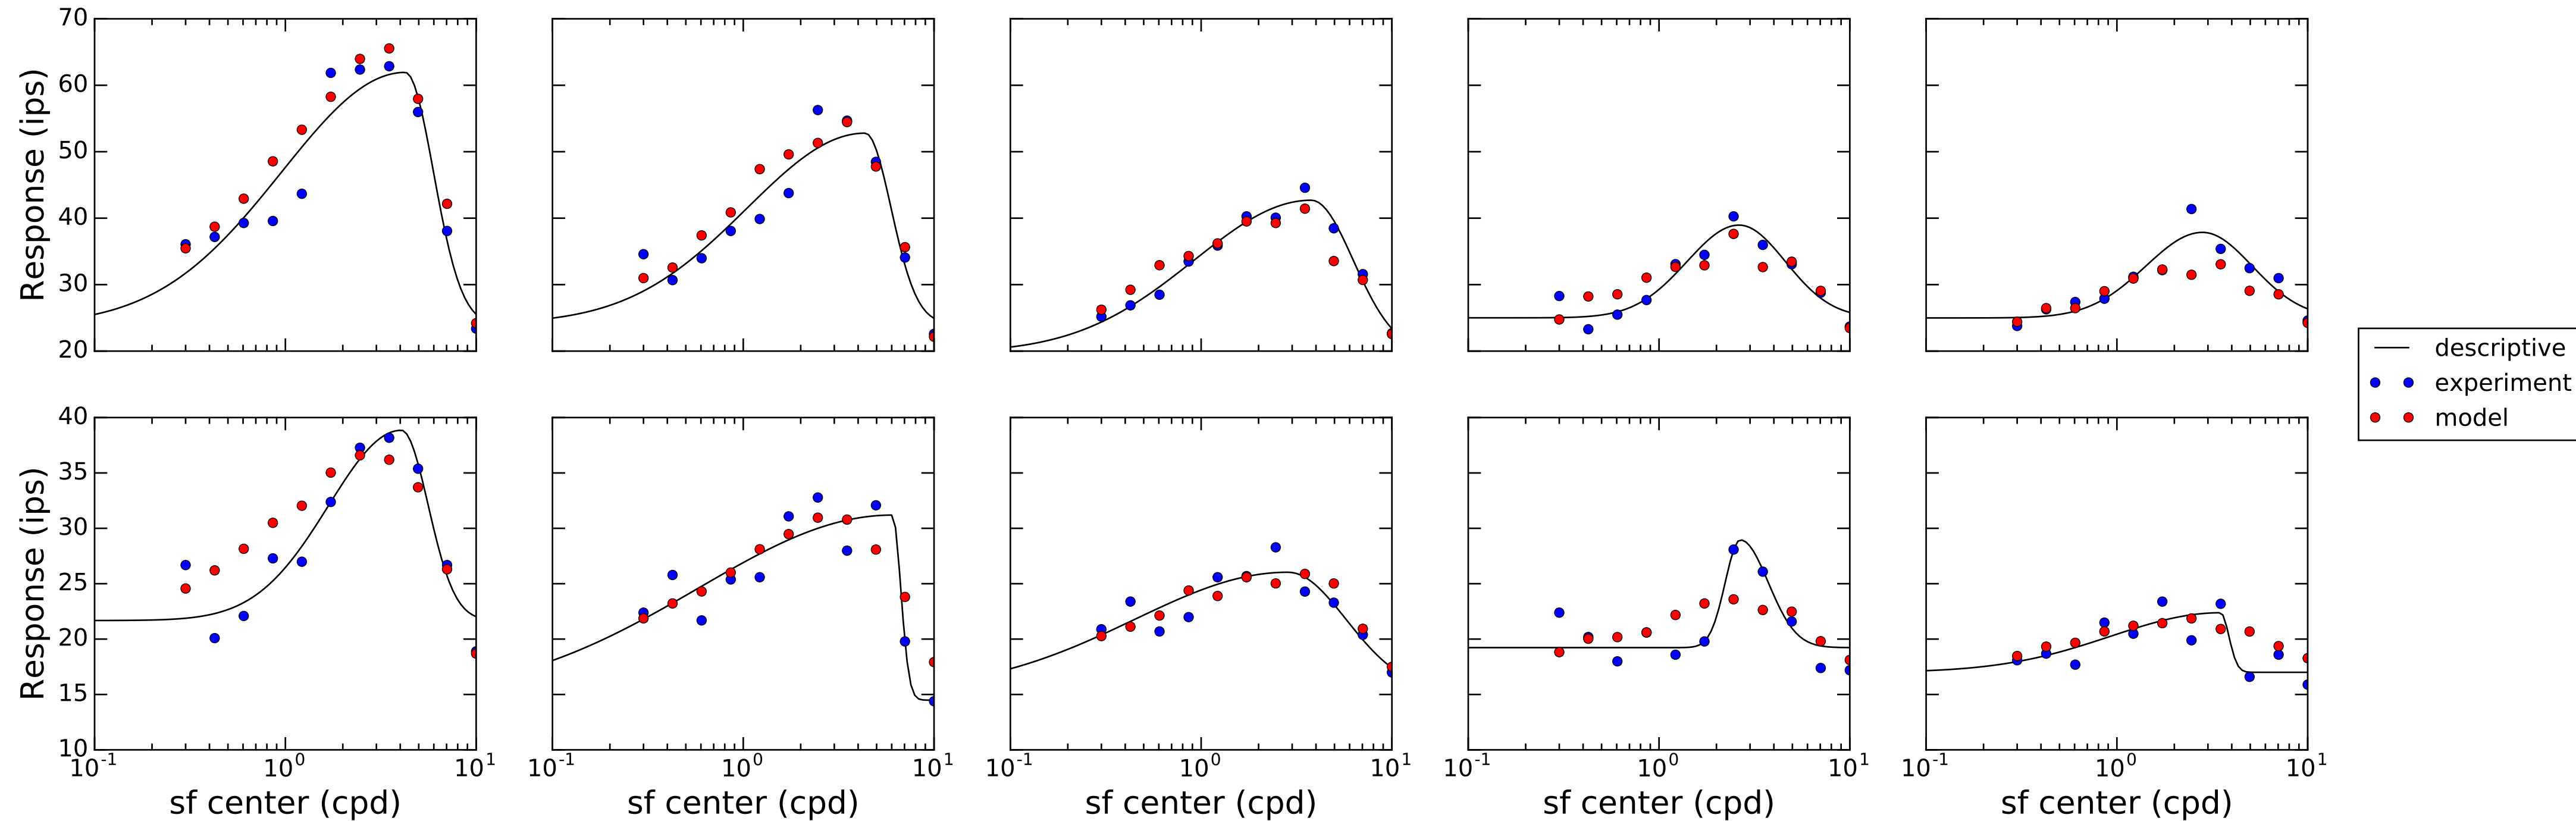 70
60
50
40
30
20
Response (ips)
descriptive
experiment
model
40
35
30
25
20
15
10
Response (ips)
10⁻¹ 10⁰ 10¹
10⁻¹ 10⁰ 10¹
10⁻¹ 10⁰ 10¹
10⁻¹ 10⁰ 10¹
10⁻¹ 10⁰ 10¹
sf center (cpd)
sf center (cpd)
sf center (cpd)
sf center (cpd)
sf center (cpd)